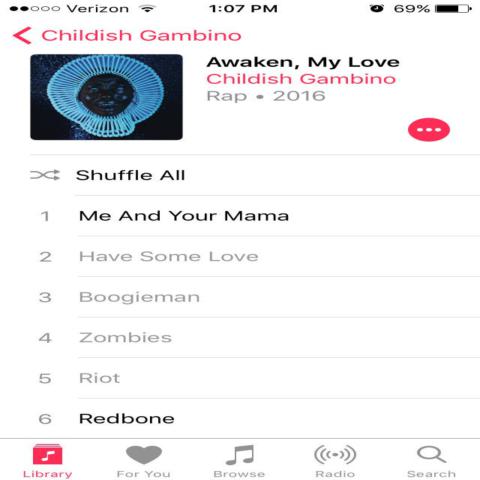 Verizon 1:07 PM 69%
Childish Gambino
Awaken, My Love
Childish Gambino
Rap • 2016
Shuffle All
1 Me And Your Mama
2 Have Some Love
3 Boogieman
4 Zombies
5 Riot
6 Redbone
Library For You Browse Radio Search